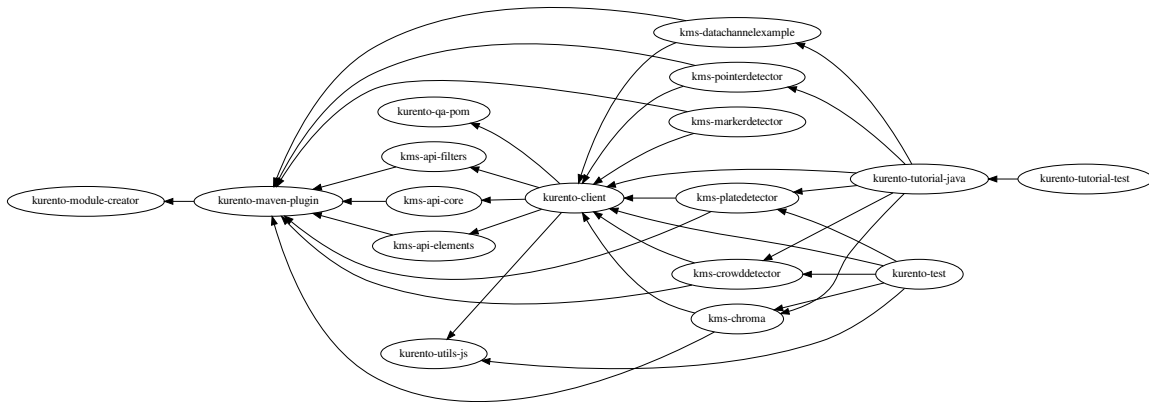 kms-datachannelexample
kms-pointerdetector
kurento-qa-pom
kms-markerdetector
kms-api-filters
kurento-tutorial-java
kurento-tutorial-test
kurento-module-creator
kurento-maven-plugin
kms-api-core
kurento-client
kms-platedetector
kms-api-elements
kms-crowddetector
kurento-test
kms-chroma
kurento-utils-js